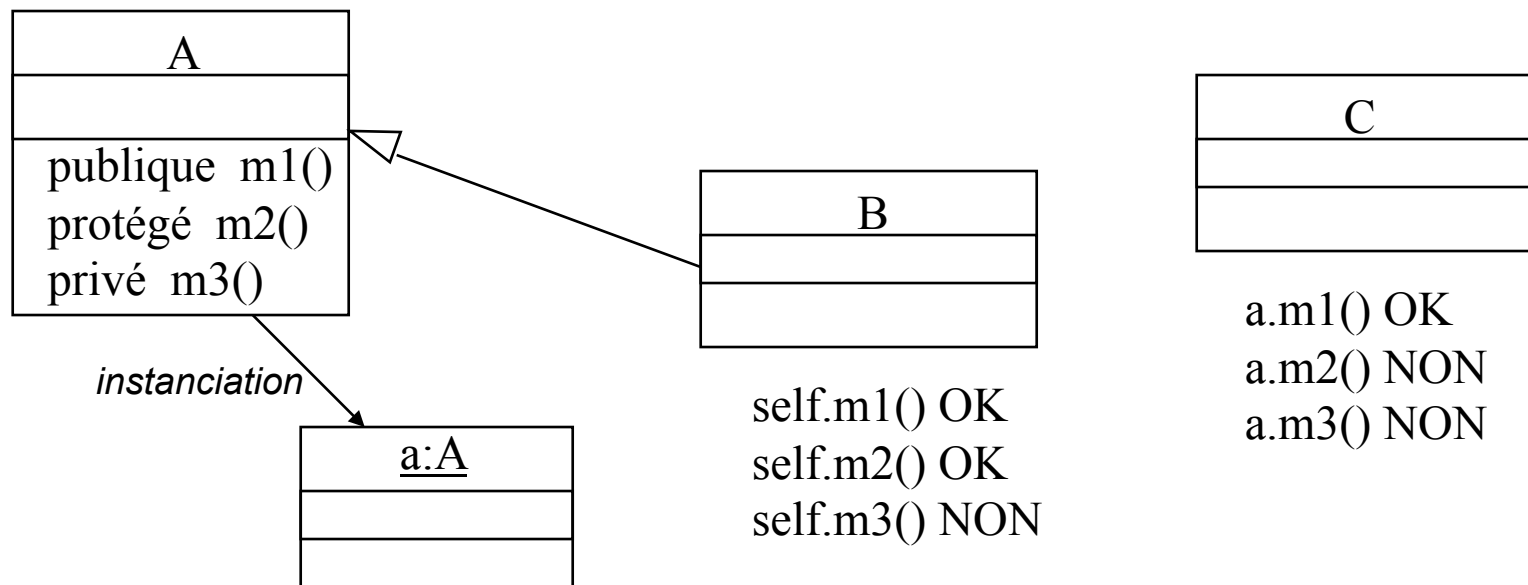 A
publique m1()
protégé m2()
privé m3()
instanciation
a:A
B
self.m1() OK
self.m2() OK
self.m3() NON
C
a.m1() OK
a.m2() NON
a.m3() NON